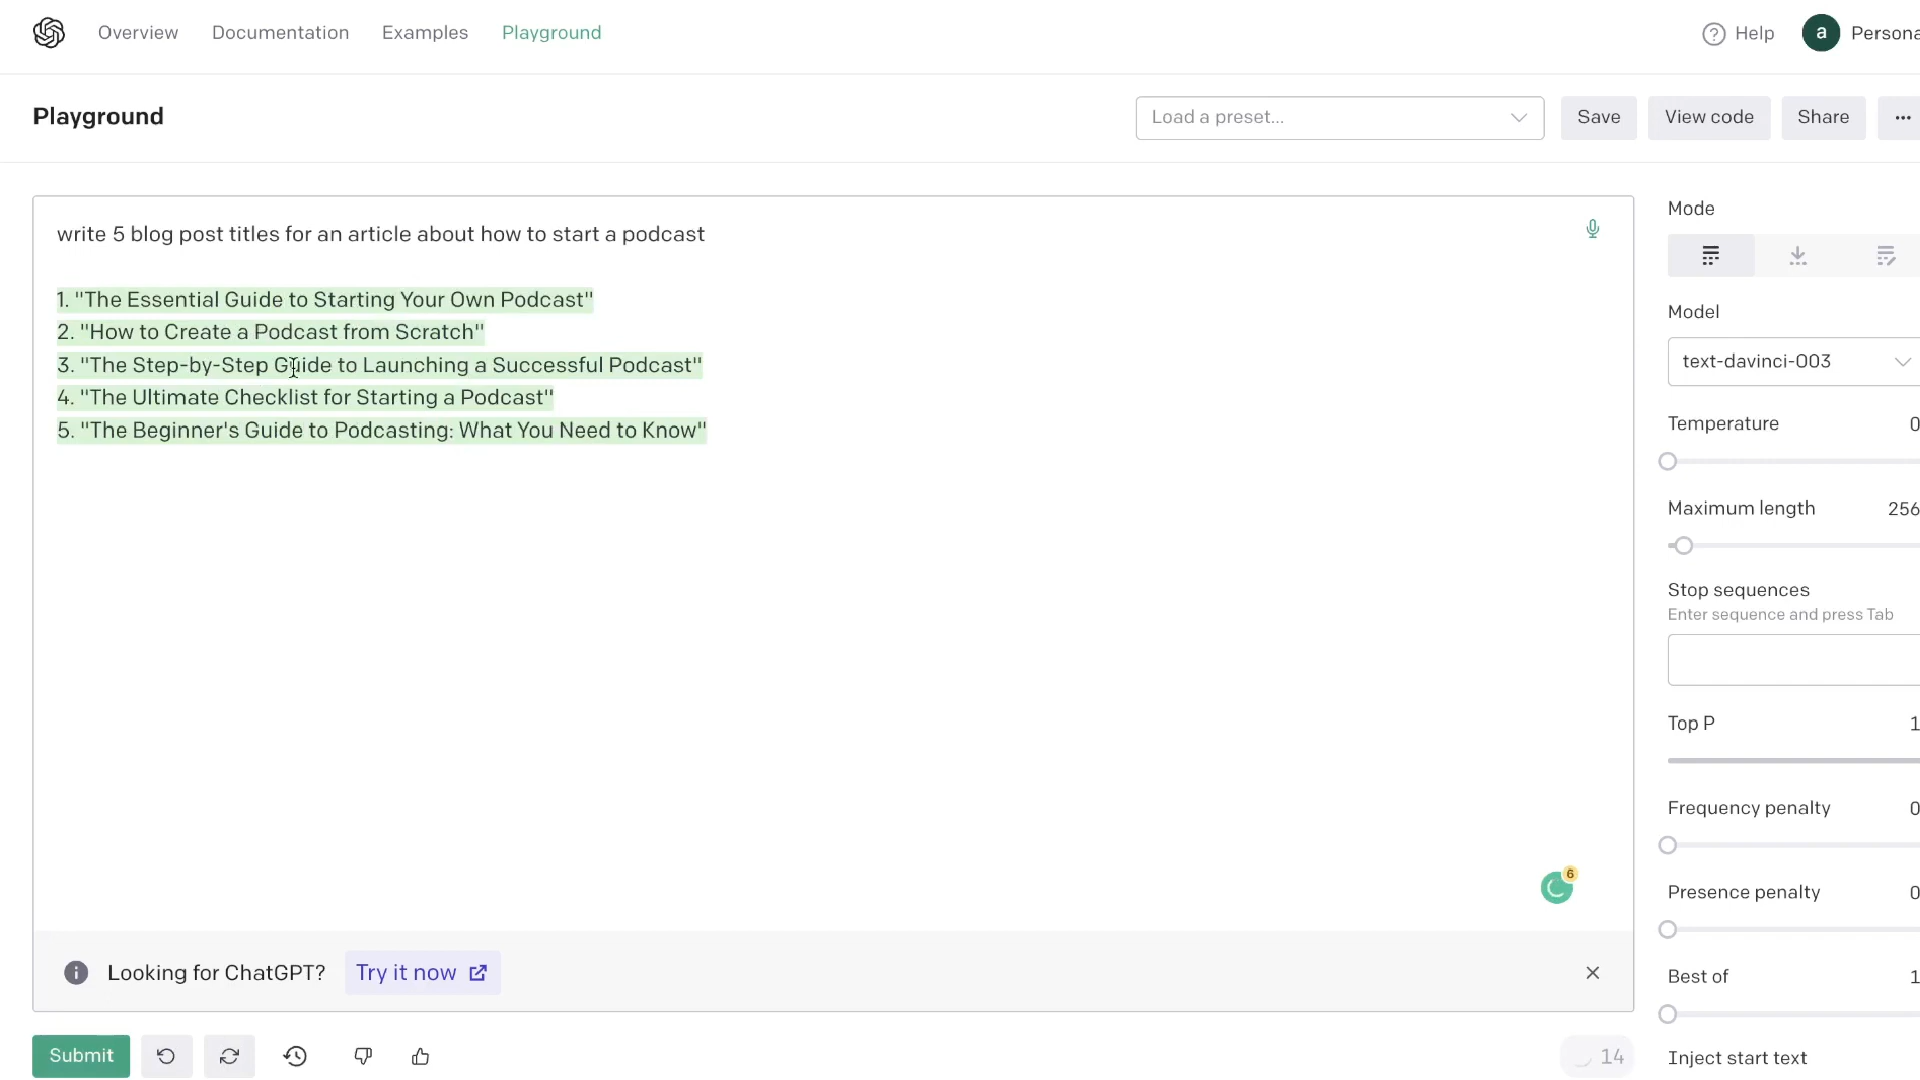 Overview Documentation Examples Playground Help a Persona
Playground Load a preset... Save View code Share ...
write 5 blog post titles for an article about how to start a podcast
1. "The Essential Guide to Starting Your Own Podcast"
2. "How to Create a Podcast from Scratch"
3. "The Step-by-Step Guide to Launching a Successful Podcast"
4. "The Ultimate Checklist for Starting a Podcast"
5. "The Beginner's Guide to Podcasting: What You Need to Know"
6
Looking for ChatGPT? Try it now
Submit 14
Mode
Model
text-davinci-003
Temperature 0
Maximum length 256
Stop sequences
Enter sequence and press Tab
Top P 1
Frequency penalty 0
Presence penalty 0
Best of 1
Inject start text